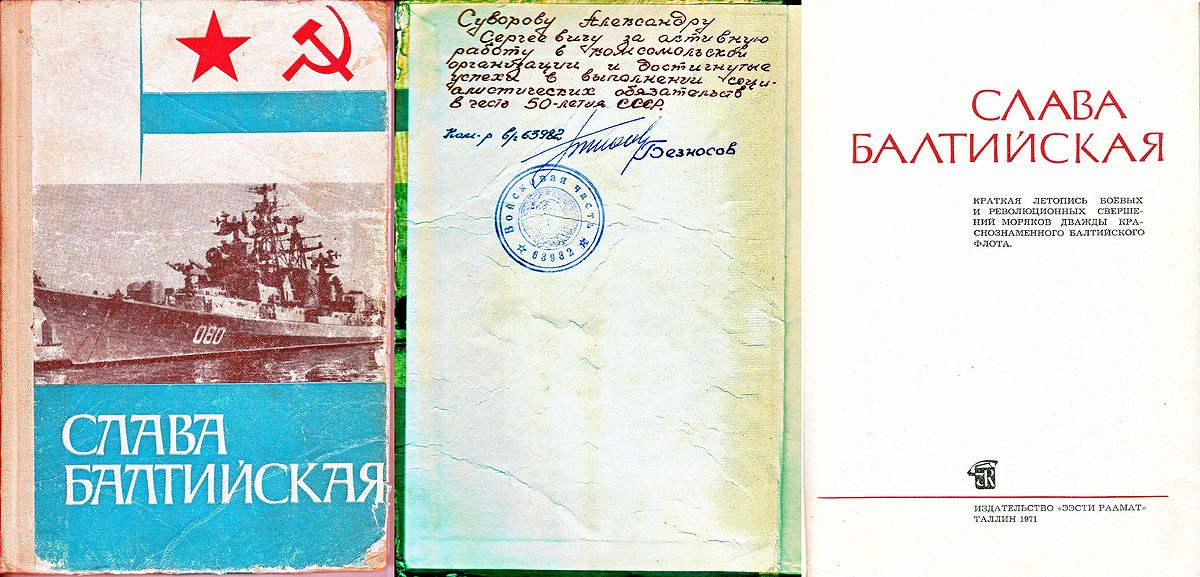 080
СЛАВА
БАЛТИЙСКАЯ
Суворову Александру
Сергеевичу за активную
работу в комсомольской
организации и достигнутые
успехи в выполнении соци-
алистических обязательств
в честь 50-летия СССР.
Ком-р в/ч 63982
Безносов
Войсковая часть
63982
СЛАВА
БАЛТИЙСКАЯ
КРАТКАЯ ЛЕТОПИСЬ БОЕВЫХ
И РЕВОЛЮЦИОННЫХ СВЕРШЕ-
НИЙ МОРЯКОВ ДВАЖДЫ КРА-
СНОЗНАМЕННОГО БАЛТИЙСКОГО
ФЛОТА.
ИЗДАТЕЛЬСТВО «ЭЭСТИ РААМАТ»
ТАЛЛИН 1971